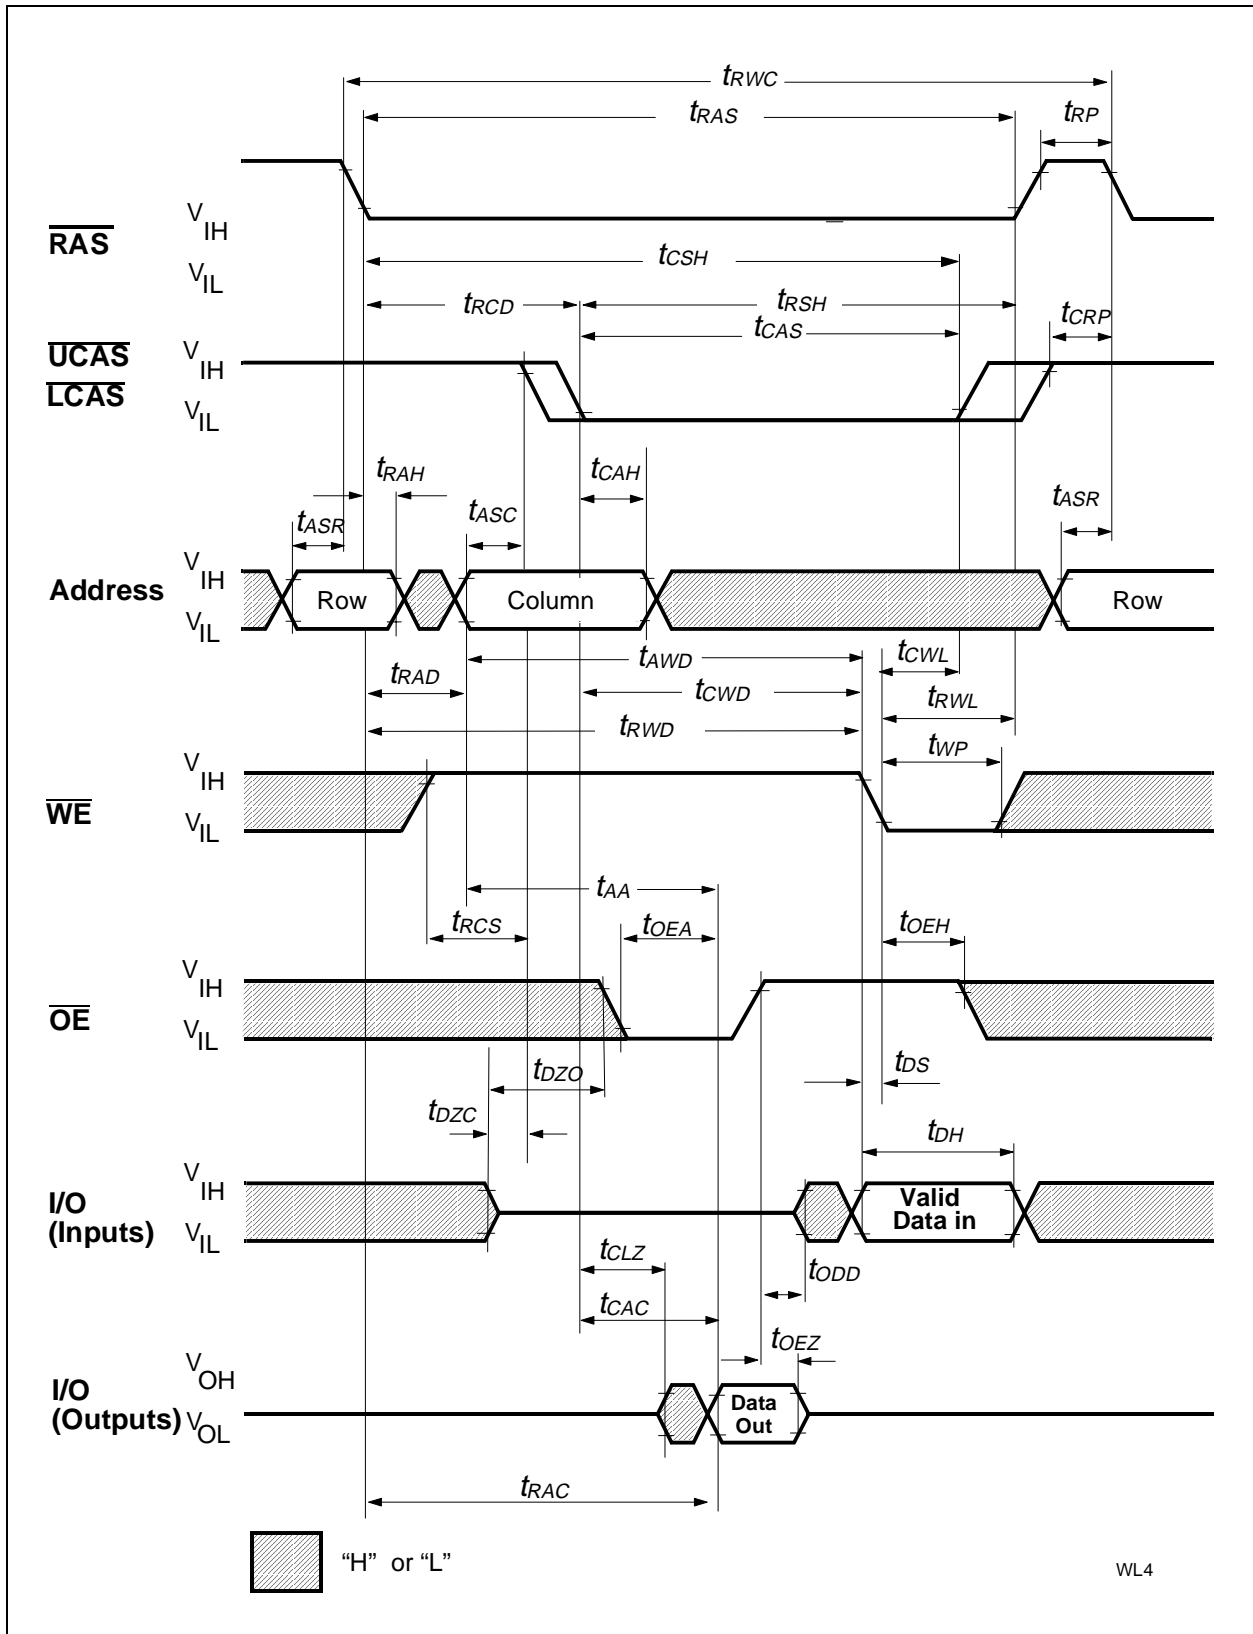 tRWC
tRAS
tRP
VIH
RAS
VIL
tCSH
tRCD
tRSH
tCAS
tCRP
UCAS
VIH
LCAS
VIL
tRAH
tCAH
tASR
tASC
tASR
Address
VIH
VIL
Row
Column
Row
tAWD
tCWL
tRAD
tCWD
tRWL
tRWD
tWP
VIH
WE
VIL
tAA
tRCS
tOEA
tOEH
VIH
OE
VIL
tDZO
tDS
tDZC
tDH
VIH
I/O
(Inputs)
VIL
Valid
Data in
tCLZ
tODD
tCAC
tOEZ
VOH
I/O
(Outputs)
VOL
Data
Out
tRAC
“H” or “L”
WL4